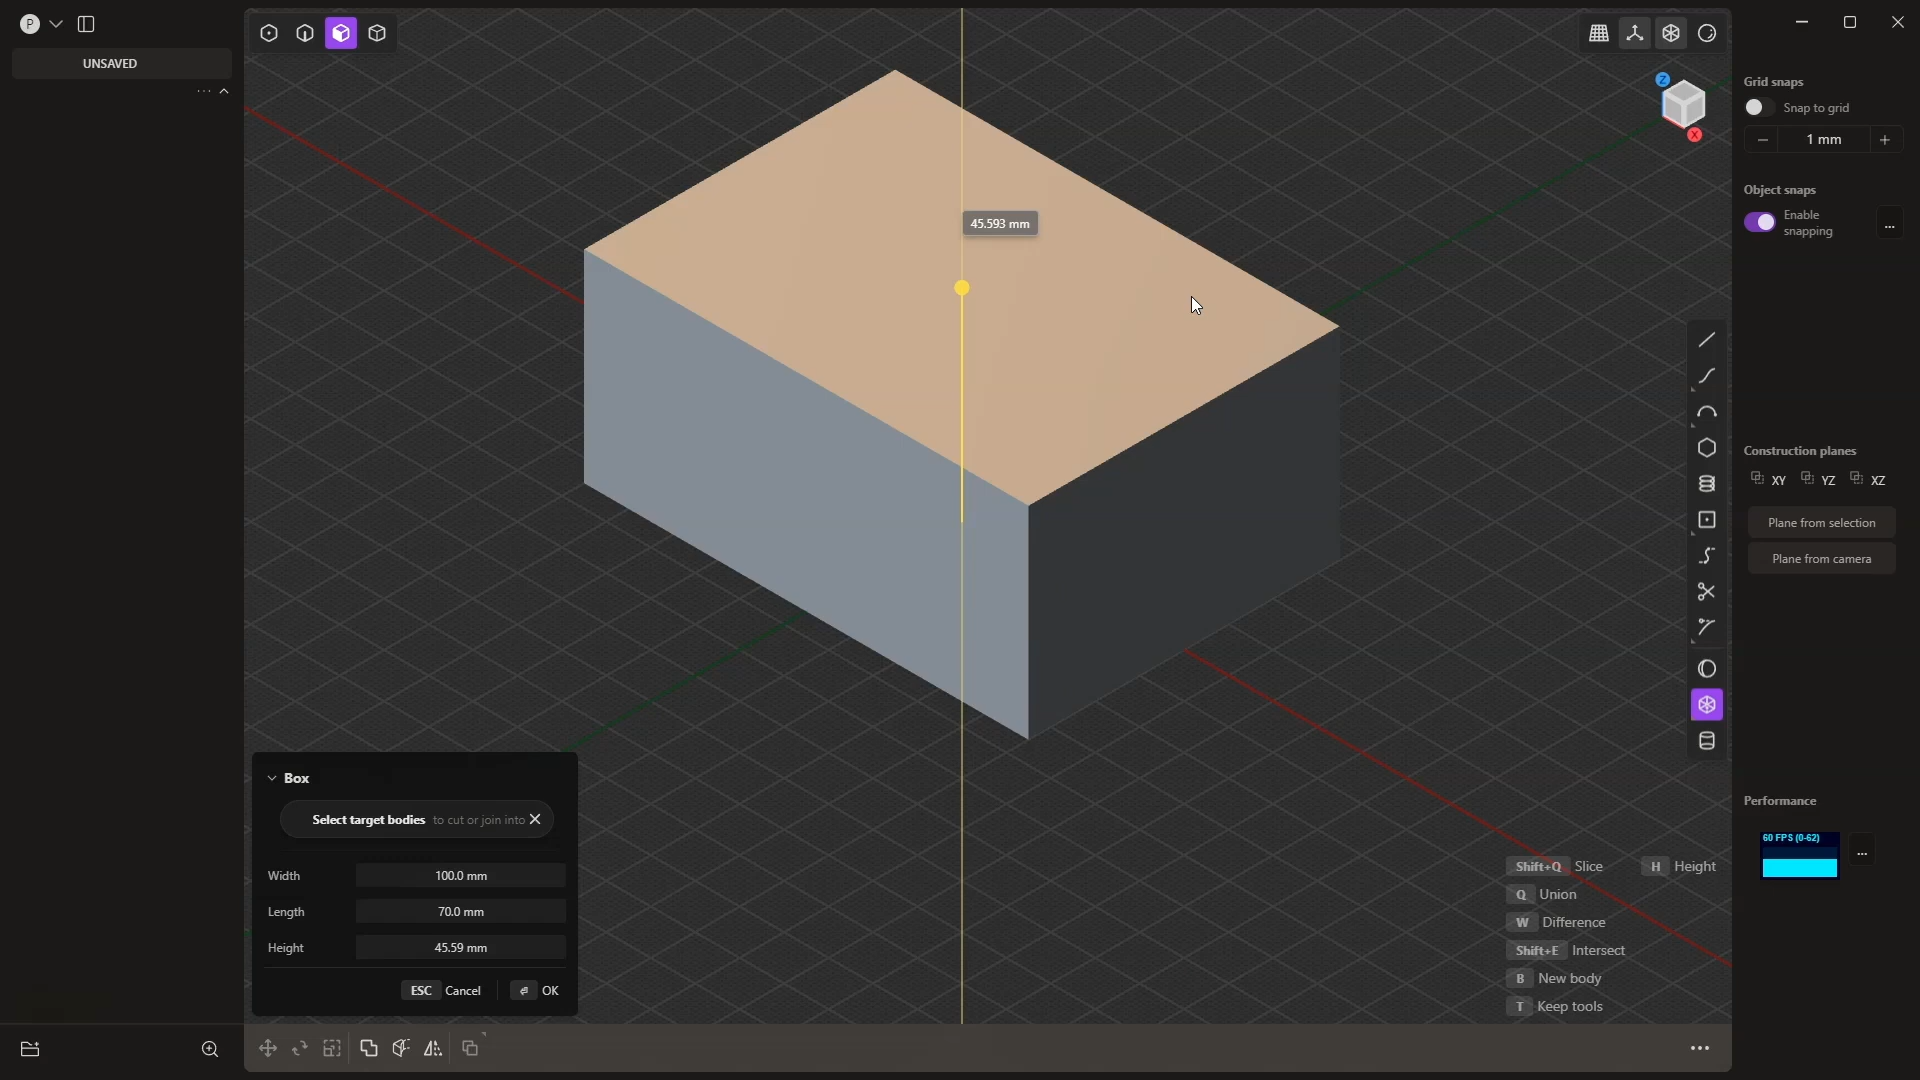 P
UNSAVED
Z
X
Grid snaps
Snap to grid
1 mm
Object snaps
Enable
snapping
...
45.593 mm
Construction planes
XY YZ XZ
Plane from selection
Plane from camera
Box
Select target bodies to cut or join into
Width 100.0 mm
Length 70.0 mm
Height 45.59 mm
ESC Cancel OK
Performance
60 FPS (0-62)
...
Shift+Q Slice H Height
Q Union
W Difference
Shift+E Intersect
B New body
T Keep tools